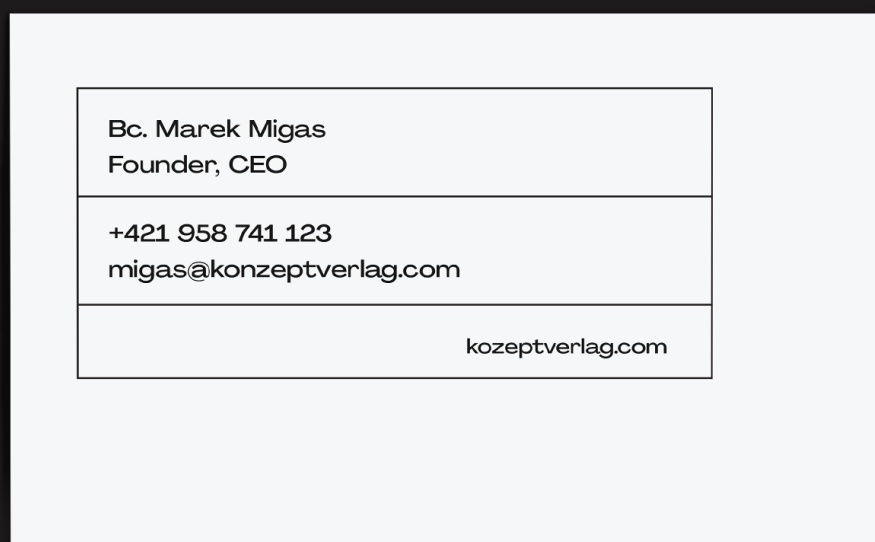 Bc. Marek Migas
Founder, CEO
+421 958 741 123
migas@konzeptverlag.com
kozeptverlag.com